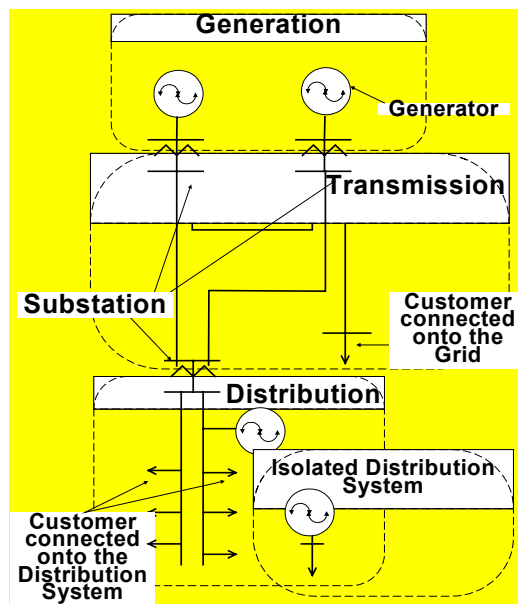 Generation
Generator
Transmission
Substation
Customer
connected
onto the
Grid
Distribution
Isolated Distribution
System
Customer
connected
onto the
Distribution
System